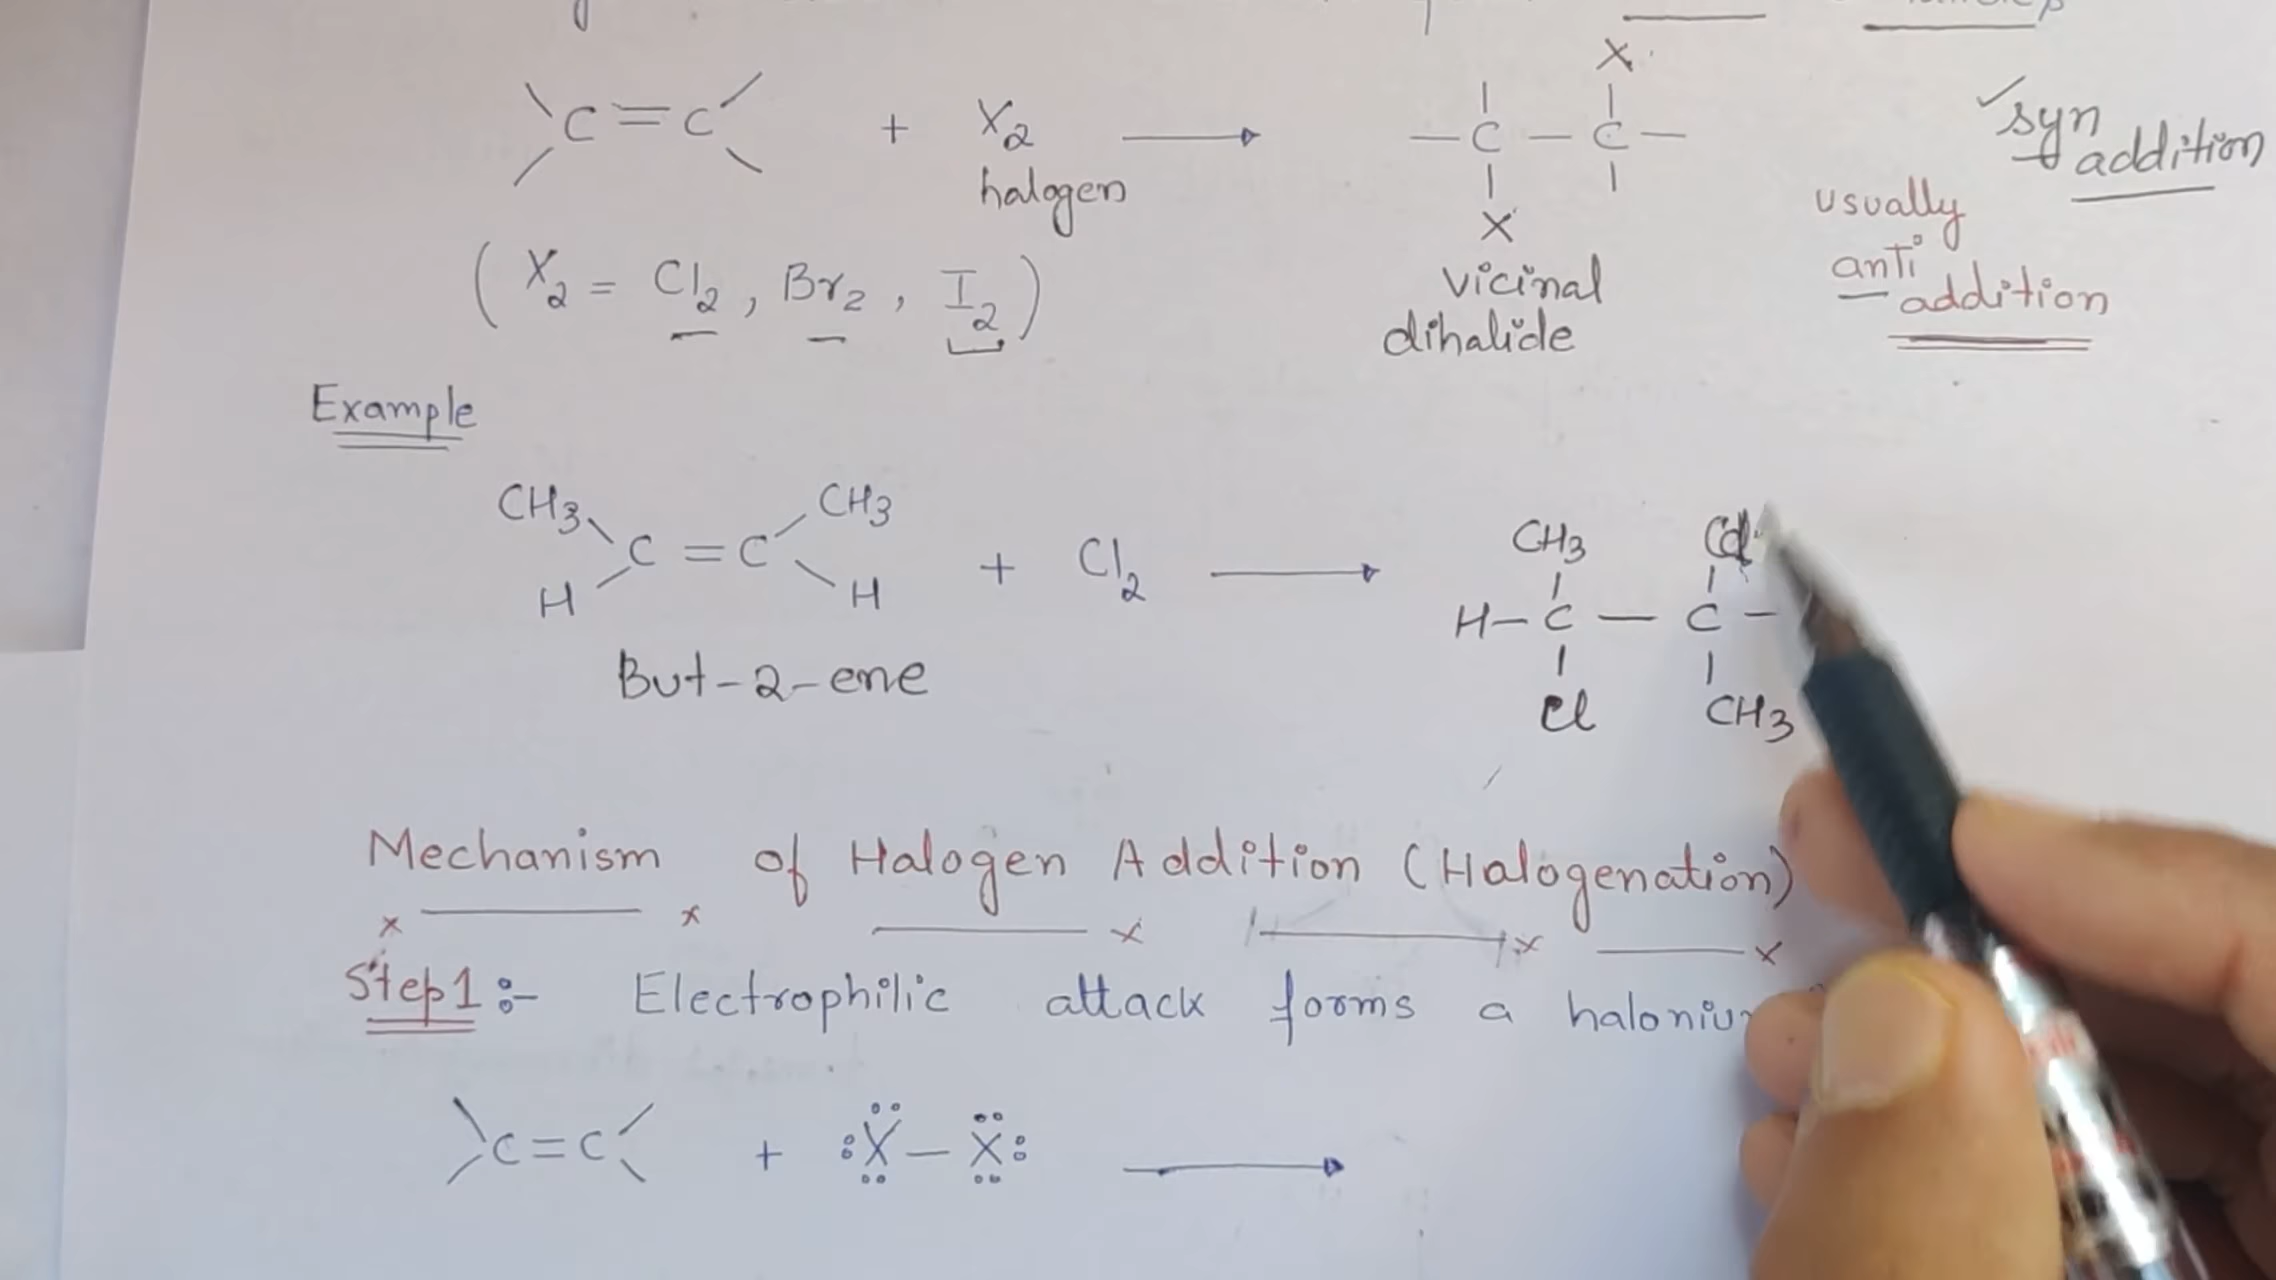 X
C = C + X2 → — C — C —
halogen
X
vicinal
dihalide
✓syn
addition
usually
anti
addition
(X2 = Cl2, Br2, I2)
Example
CH3 CH3
C = C + Cl2 →
H H
But-2-ene
CH3
H — C — C —
Cl CH3
Mechanism of Halogen Addition (Halogenation)
Step1 :- Electrophilic attack forms a
C = C + :X — X: →